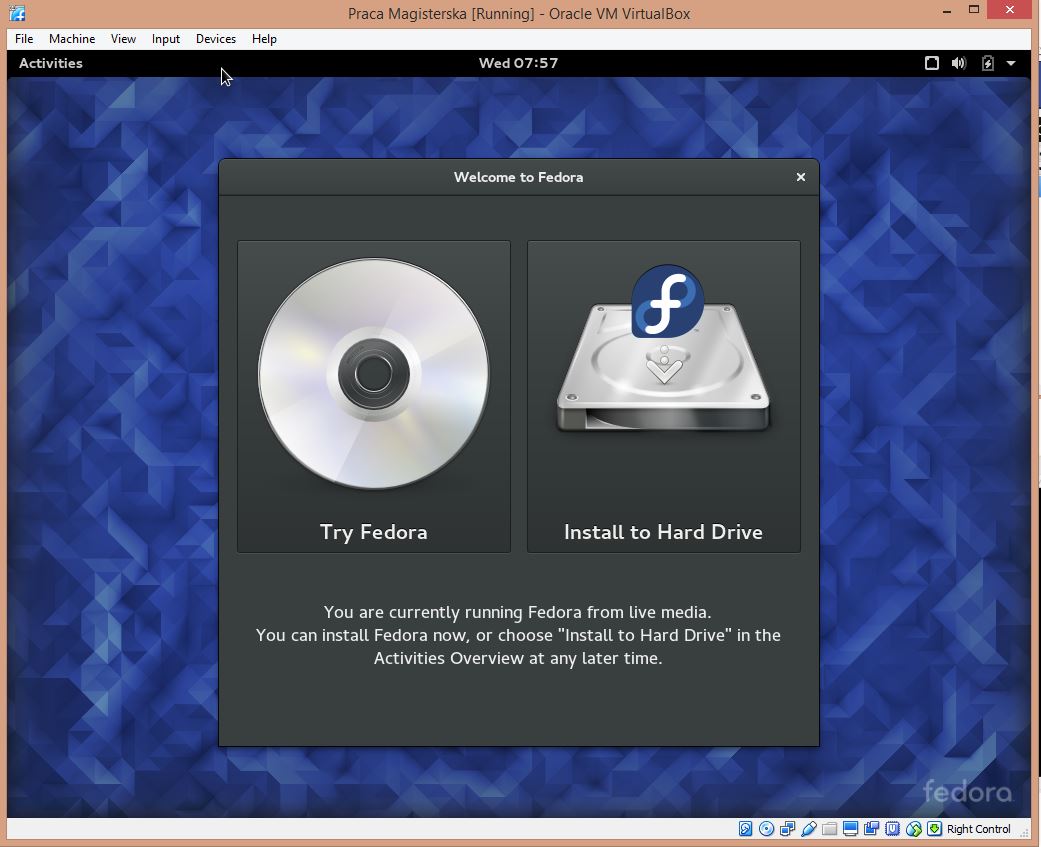 Praca Magisterska [Running] - Oracle VM VirtualBox
File Machine View Input Devices Help
Activities Wed 07:57
Welcome to Fedora
Try Fedora
Install to Hard Drive
You are currently running Fedora from live media.
You can install Fedora now, or choose "Install to Hard Drive" in the
Activities Overview at any later time.
fedora
Right Control